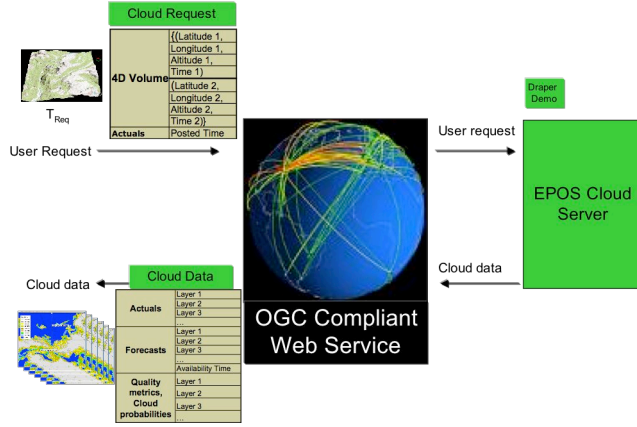 Cloud Request
4D Volume
{(Latitude 1,
Longitude 1,
Altitude 1,
Time 1)
(Latitude 2,
Longitude 2,
Altitude 2,
Time 2)}
Actuals
Posted Time
T_Req
User Request
User request
Draper
Demo
EPOS Cloud
Server
Cloud data
OGC Compliant
Web Service
Cloud data
Cloud Data
Actuals
Layer 1
Layer 2
Layer 3
...
Forecasts
Layer 1
Layer 2
Layer 3
...
Availability Time
Quality
metrics,
Cloud
probabilities
Layer 1
Layer 2
Layer 3
...